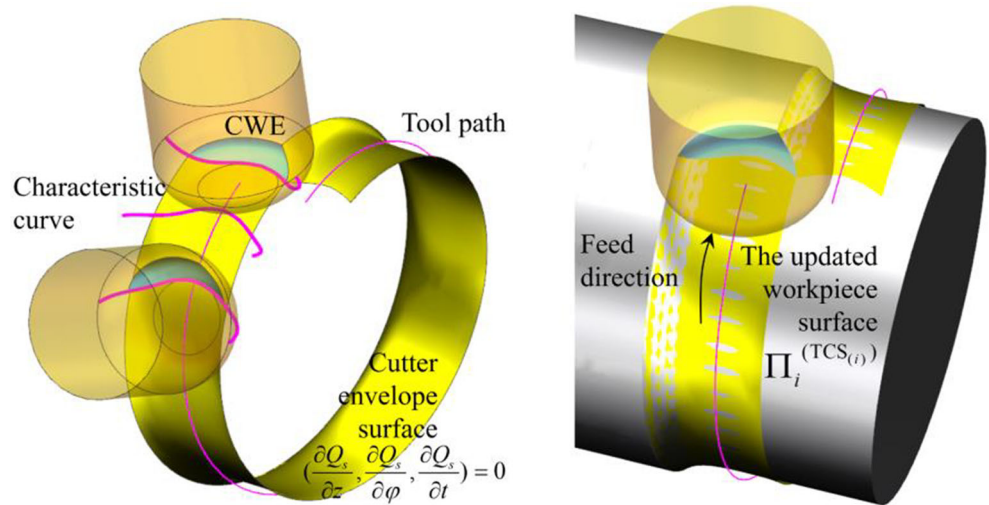 CWE
Tool path
Characteristic
curve
Cutter
envelope
surface
(∂Q_s/∂z, ∂Q_s/∂φ, ∂Q_s/∂t) = 0
Feed
direction
The updated
workpiece
surface
Π_i^(TCS_(i))